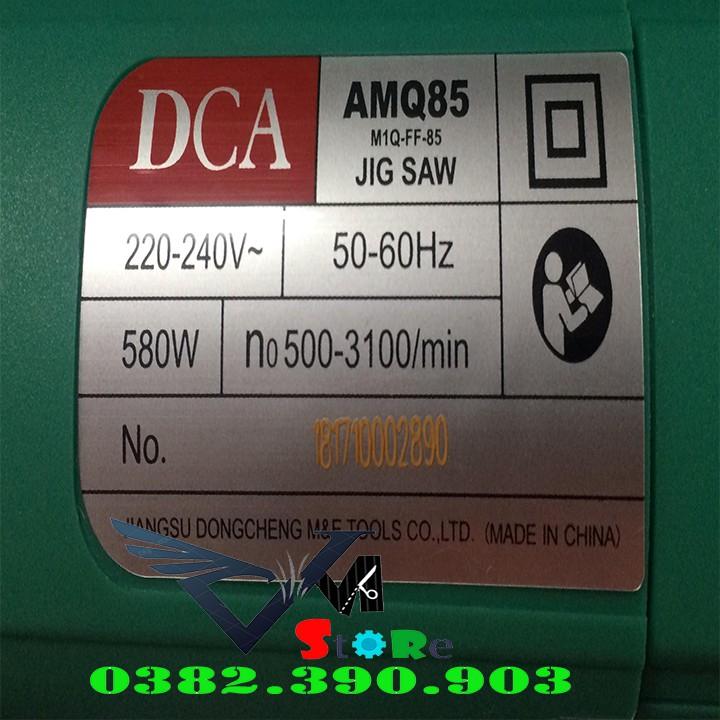 DCA
AMQ85
M1Q-FF-85
JIG SAW
220-240V~
50-60Hz
580W
n0 500-3100/min
No.
181710002890
JIANGSU DONGCHENG M&E TOOLS CO.,LTD. (MADE IN CHINA)
M
StoRe
0382.390.903